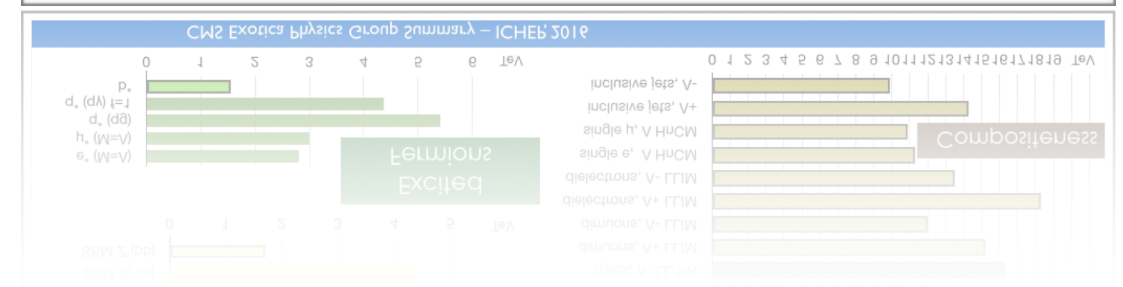 CMS Exotica Physics Group Summary – ICHEP, 2016
0 1 2 3 4 5 6 TeV
b*
q* (qγ) f=1
q* (qg)
μ* (M=Λ)
e* (M=Λ)
Excited
Fermions
0 1 2 3 4 5 6 TeV
SSM Z'(bb)
0 1 2 3 4 5 6 7 8 9 10 11 12 13 14 15 16 17 18 19 TeV
inclusive jets, Λ-
inclusive jets, Λ+
single μ, Λ HnCM
single e, Λ HnCM
dielectrons, Λ- LLIM
dielectrons, Λ+ LLIM
dimuons, Λ- LLIM
dimuons, Λ+ LLIM
Compositeness